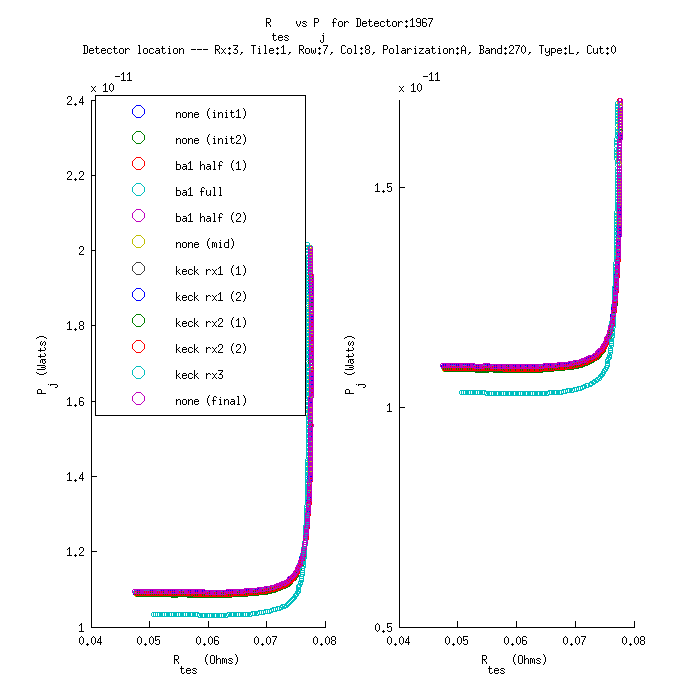 R tes vs P j for Detector:1967
Detector location --- Rx:3, Tile:1, Row:7, Col:8, Polarization:A, Band:270, Type:L, Cut:0
x 10 -11
2.4
2.2
2
1.8
1.6
1.4
1.2
1
P j (Watts)
none (init1)
none (init2)
ba1 half (1)
ba1 full
ba1 half (2)
none (mid)
keck rx1 (1)
keck rx1 (2)
keck rx2 (1)
keck rx2 (2)
keck rx3
none (final)
0.04 0.05 0.06 0.07 0.08
R tes (Ohms)
x 10 -11
1.5
1
0.5
P j (Watts)
0.04 0.05 0.06 0.07 0.08
R tes (Ohms)